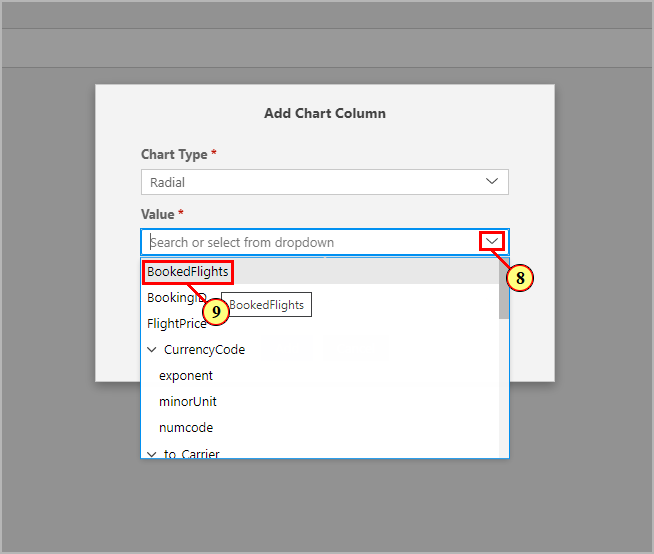 Add Chart Column
Chart Type *
Radial
Value *
Search or select from dropdown
8
BookedFlights
9
BookingID
BookedFlights
FlightPrice
CurrencyCode
exponent
minorUnit
numcode
to_Carrier